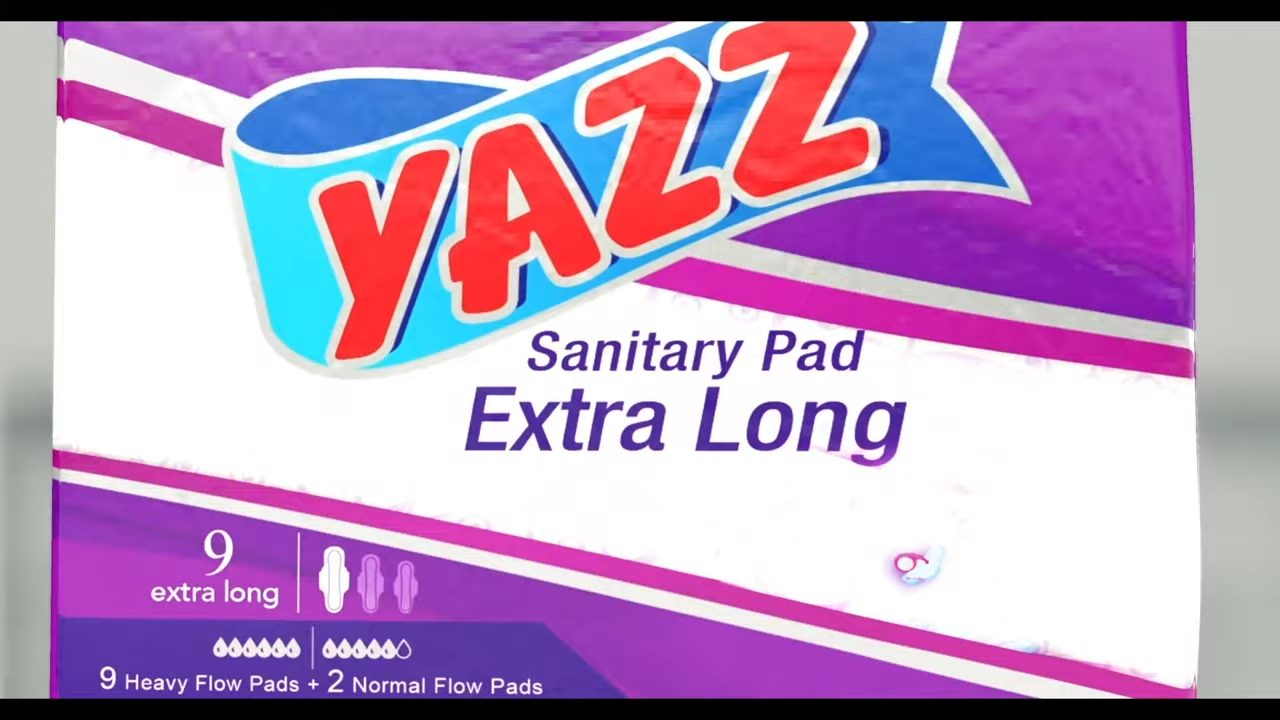 YAZZ
Sanitary Pad
Extra Long
9
extra long
9 Heavy Flow Pads + 2 Normal Flow Pads